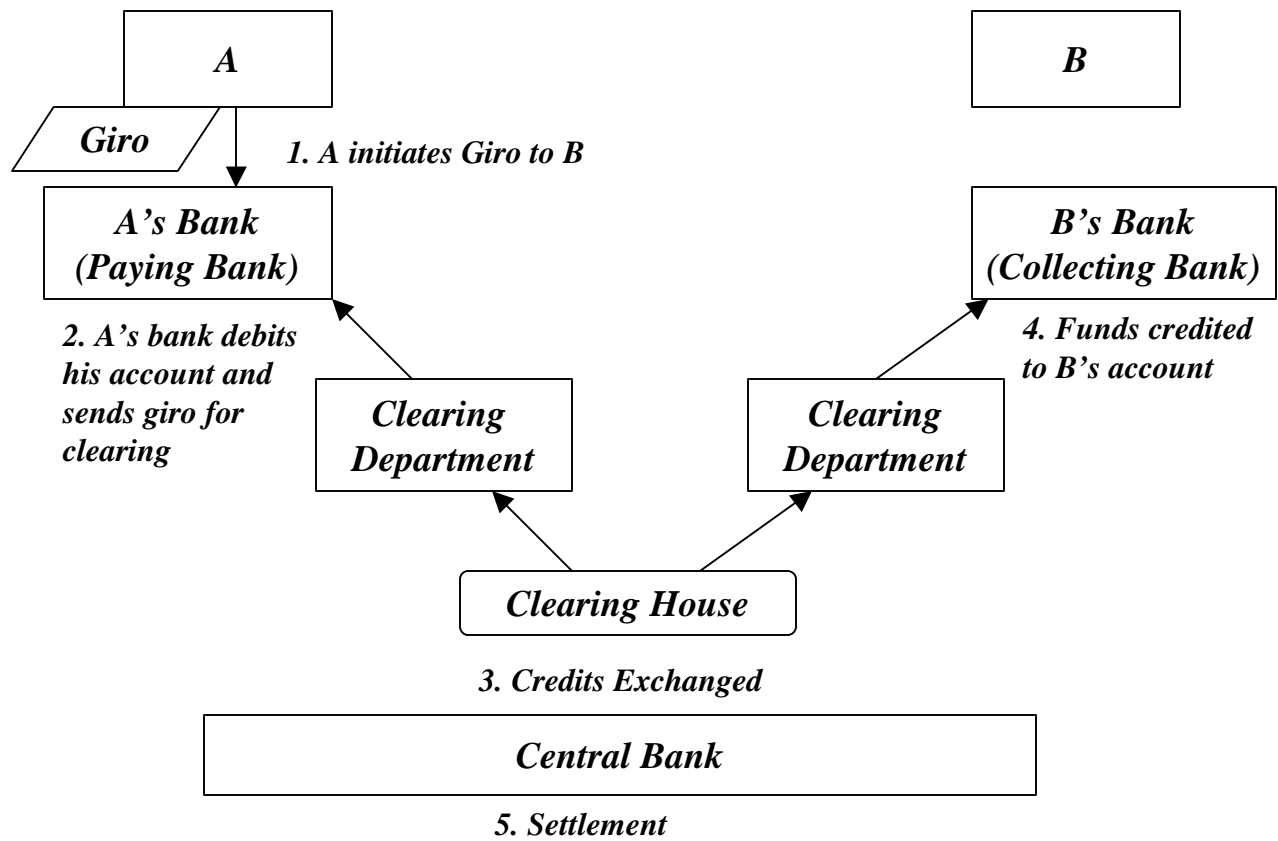 A
B
Giro
1. A initiates Giro to B
A’s Bank
(Paying Bank)
B’s Bank
(Collecting Bank)
2. A’s bank debits
his account and
sends giro for
clearing
4. Funds credited
to B’s account
Clearing
Department
Clearing
Department
Clearing House
3. Credits Exchanged
Central Bank
5. Settlement